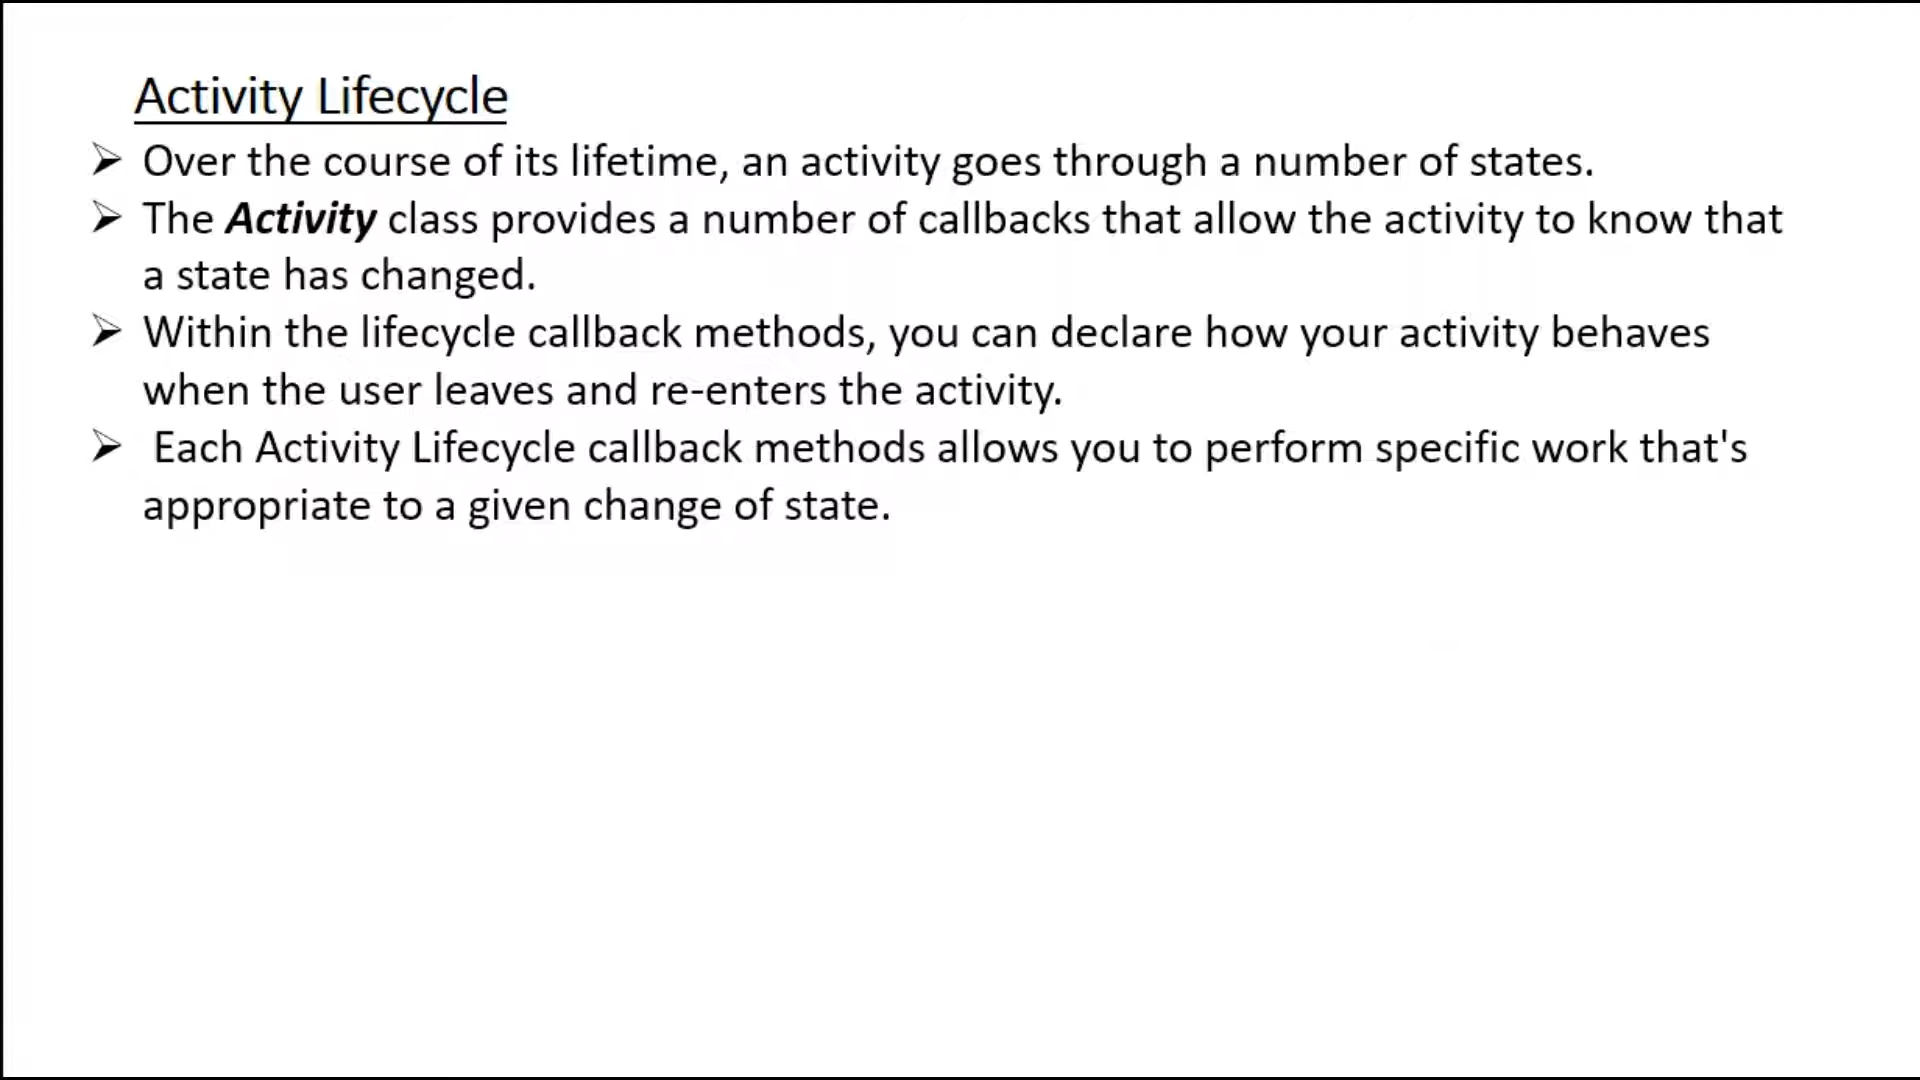 Activity Lifecycle
➢ Over the course of its lifetime, an activity goes through a number of states.
➢ The Activity class provides a number of callbacks that allow the activity to know that
a state has changed.
➢ Within the lifecycle callback methods, you can declare how your activity behaves
when the user leaves and re-enters the activity.
➢ Each Activity Lifecycle callback methods allows you to perform specific work that's
appropriate to a given change of state.